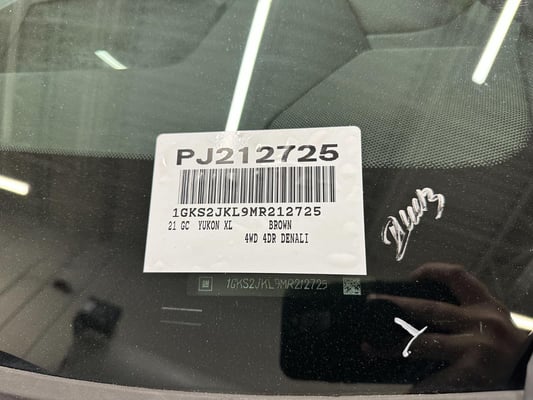 PJ212725
1GKS2JKL9MR212725
21 GC YUKON XL BROWN
4WD 4DR DENALI
1GKS2JKL9MR212725